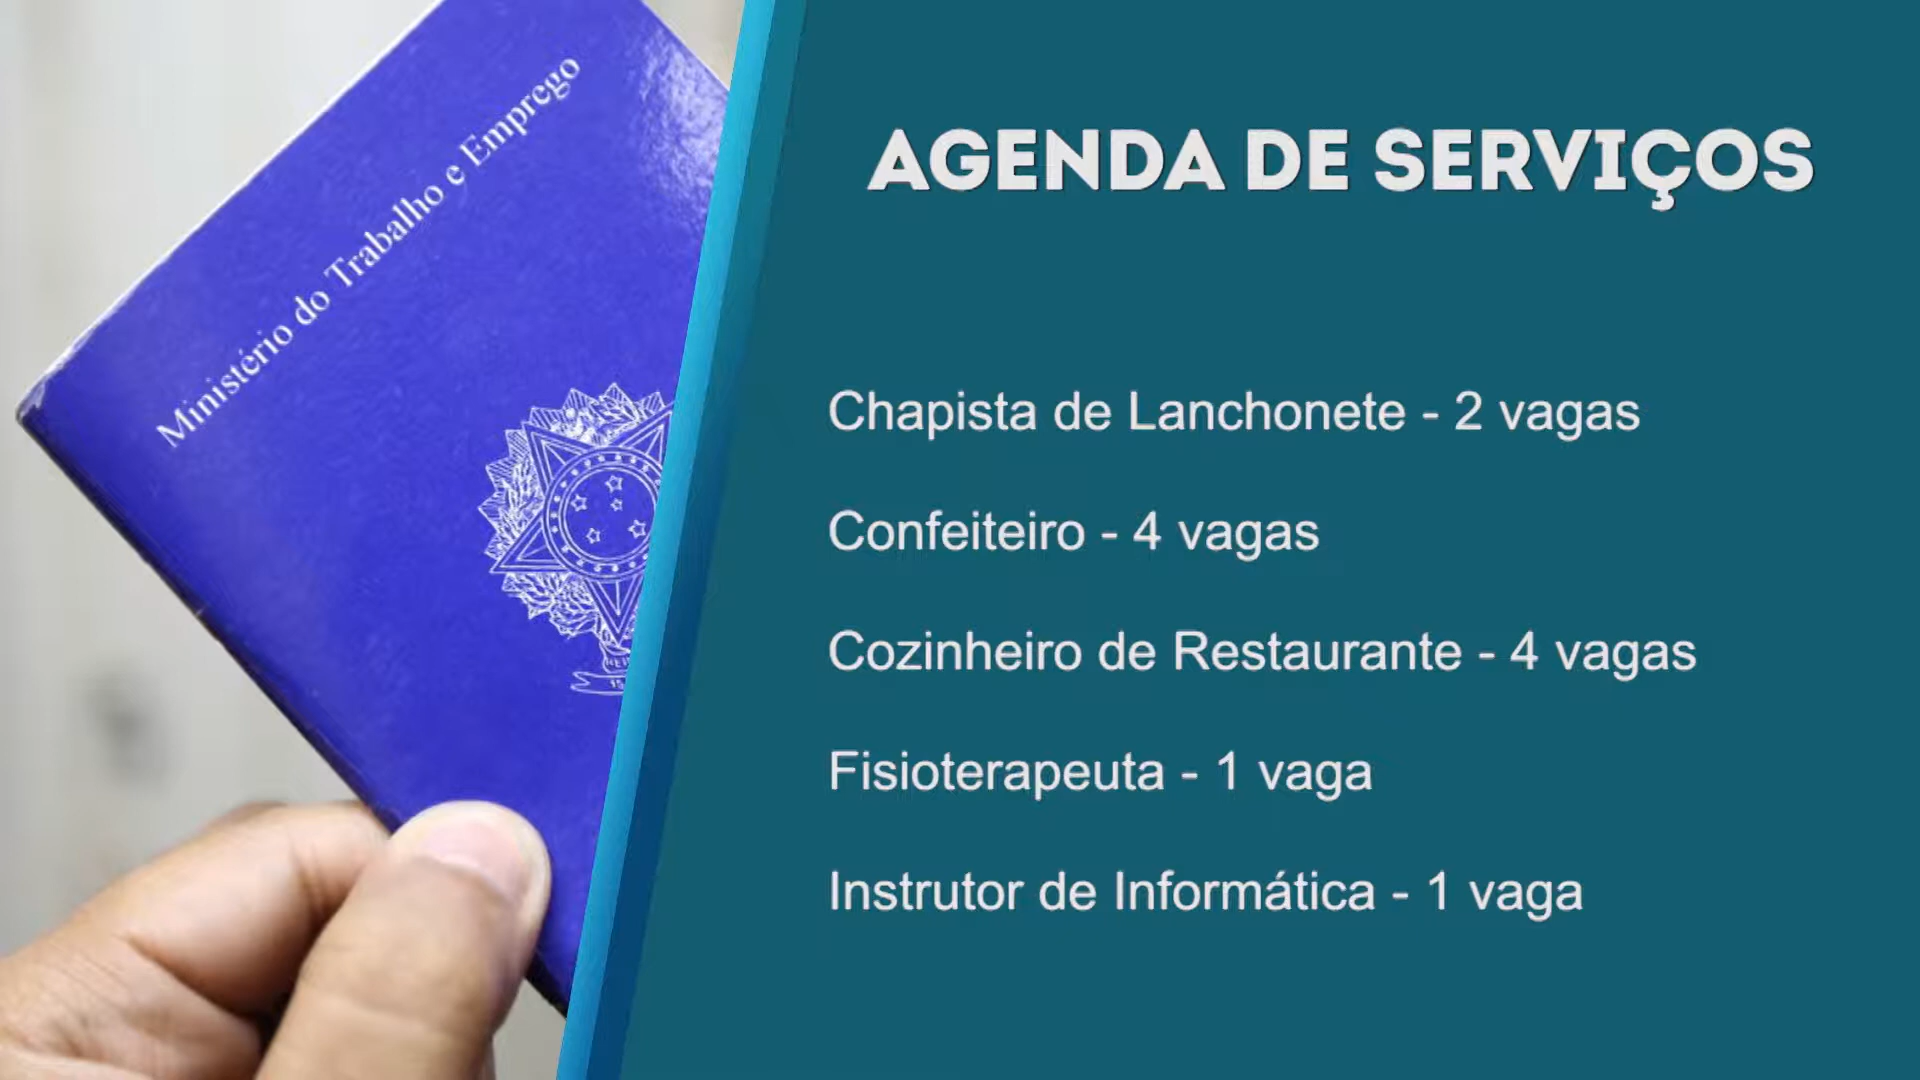 Ministério do Trabalho e Emprego
AGENDA DE SERVIÇOS
Chapista de Lanchonete - 2 vagas
Confeiteiro - 4 vagas
Cozinheiro de Restaurante - 4 vagas
Fisioterapeuta - 1 vaga
Instrutor de Informática - 1 vaga